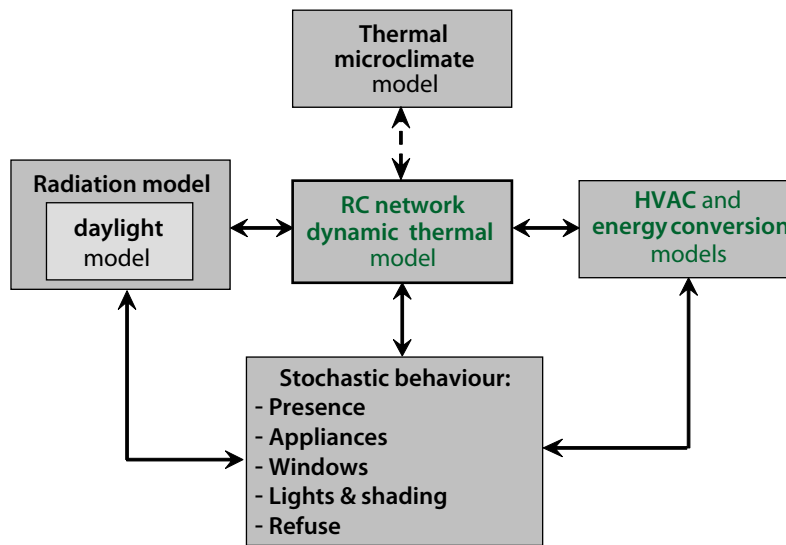 Thermal
microclimate
model
Radiation model
daylight
model
RC network
dynamic thermal
model
HVAC and
energy conversion
models
Stochastic behaviour:
- Presence
- Appliances
- Windows
- Lights & shading
- Refuse